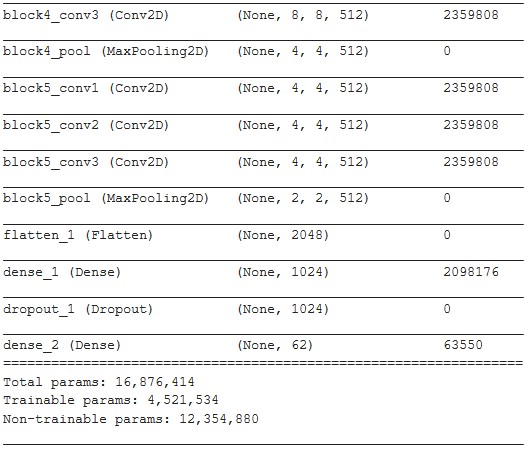 block4_conv3 (Conv2D) (None, 8, 8, 512) 2359808
block4_pool (MaxPooling2D) (None, 4, 4, 512) 0
block5_conv1 (Conv2D) (None, 4, 4, 512) 2359808
block5_conv2 (Conv2D) (None, 4, 4, 512) 2359808
block5_conv3 (Conv2D) (None, 4, 4, 512) 2359808
block5_pool (MaxPooling2D) (None, 2, 2, 512) 0
flatten_1 (Flatten) (None, 2048) 0
dense_1 (Dense) (None, 1024) 2098176
dropout_1 (Dropout) (None, 1024) 0
dense_2 (Dense) (None, 62) 63550
Total params: 16,876,414
Trainable params: 4,521,534
Non-trainable params: 12,354,880